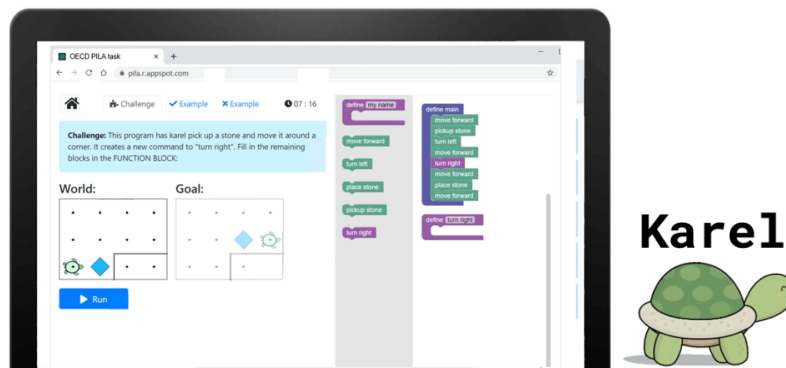 OECD PILA task
pila.r.appspot.com
Challenge
Example
Example
07 : 16
Challenge: This program has karel pick up a stone and move it around a
corner. It creates a new command to "turn right". Fill in the remaining
blocks in the FUNCTION BLOCK:
World:
Goal:
Run
define my name
move forward
turn left
place stone
pickup stone
turn right
define main
move forward
pickup stone
turn left
move forward
turn right
move forward
place stone
move forward
define turn right
Karel